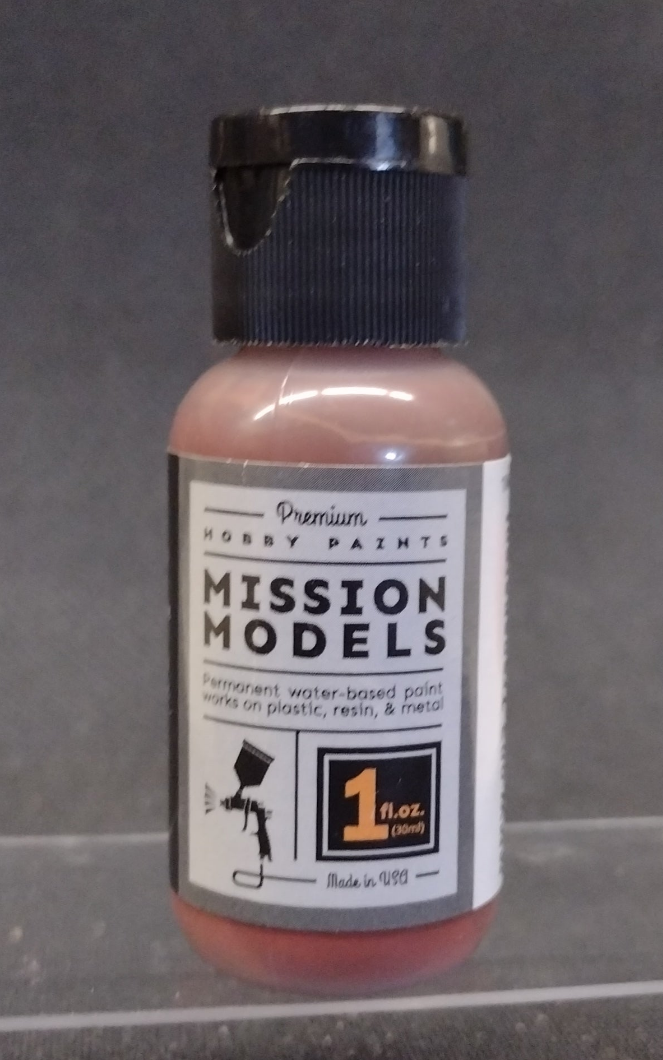 Premium
HOBBY PAINTS
MISSION
MODELS
Permanent water-based paint
works on plastic, resin, & metal
1 fl.oz.
(30ml)
Made in USA